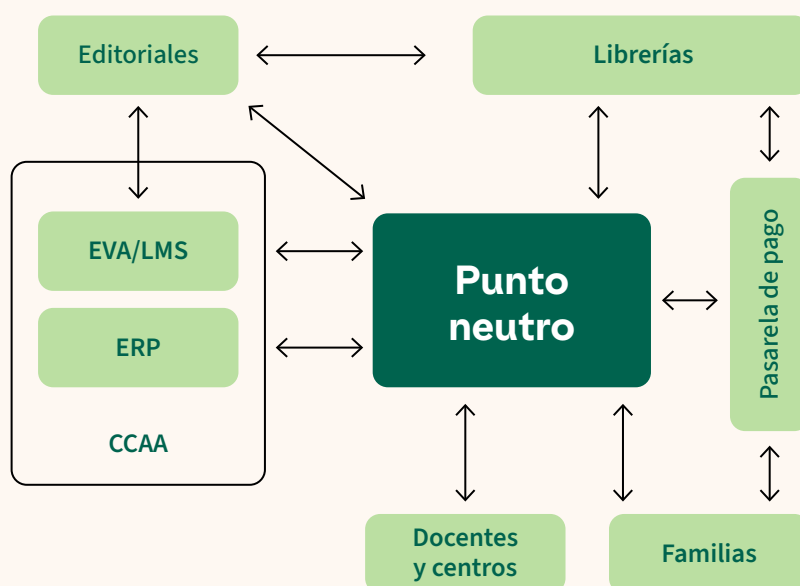 Editoriales
Librerías
EVA/LMS
ERP
CCAA
Punto
neutro
Pasarela de pago
Docentes
y centros
Familias